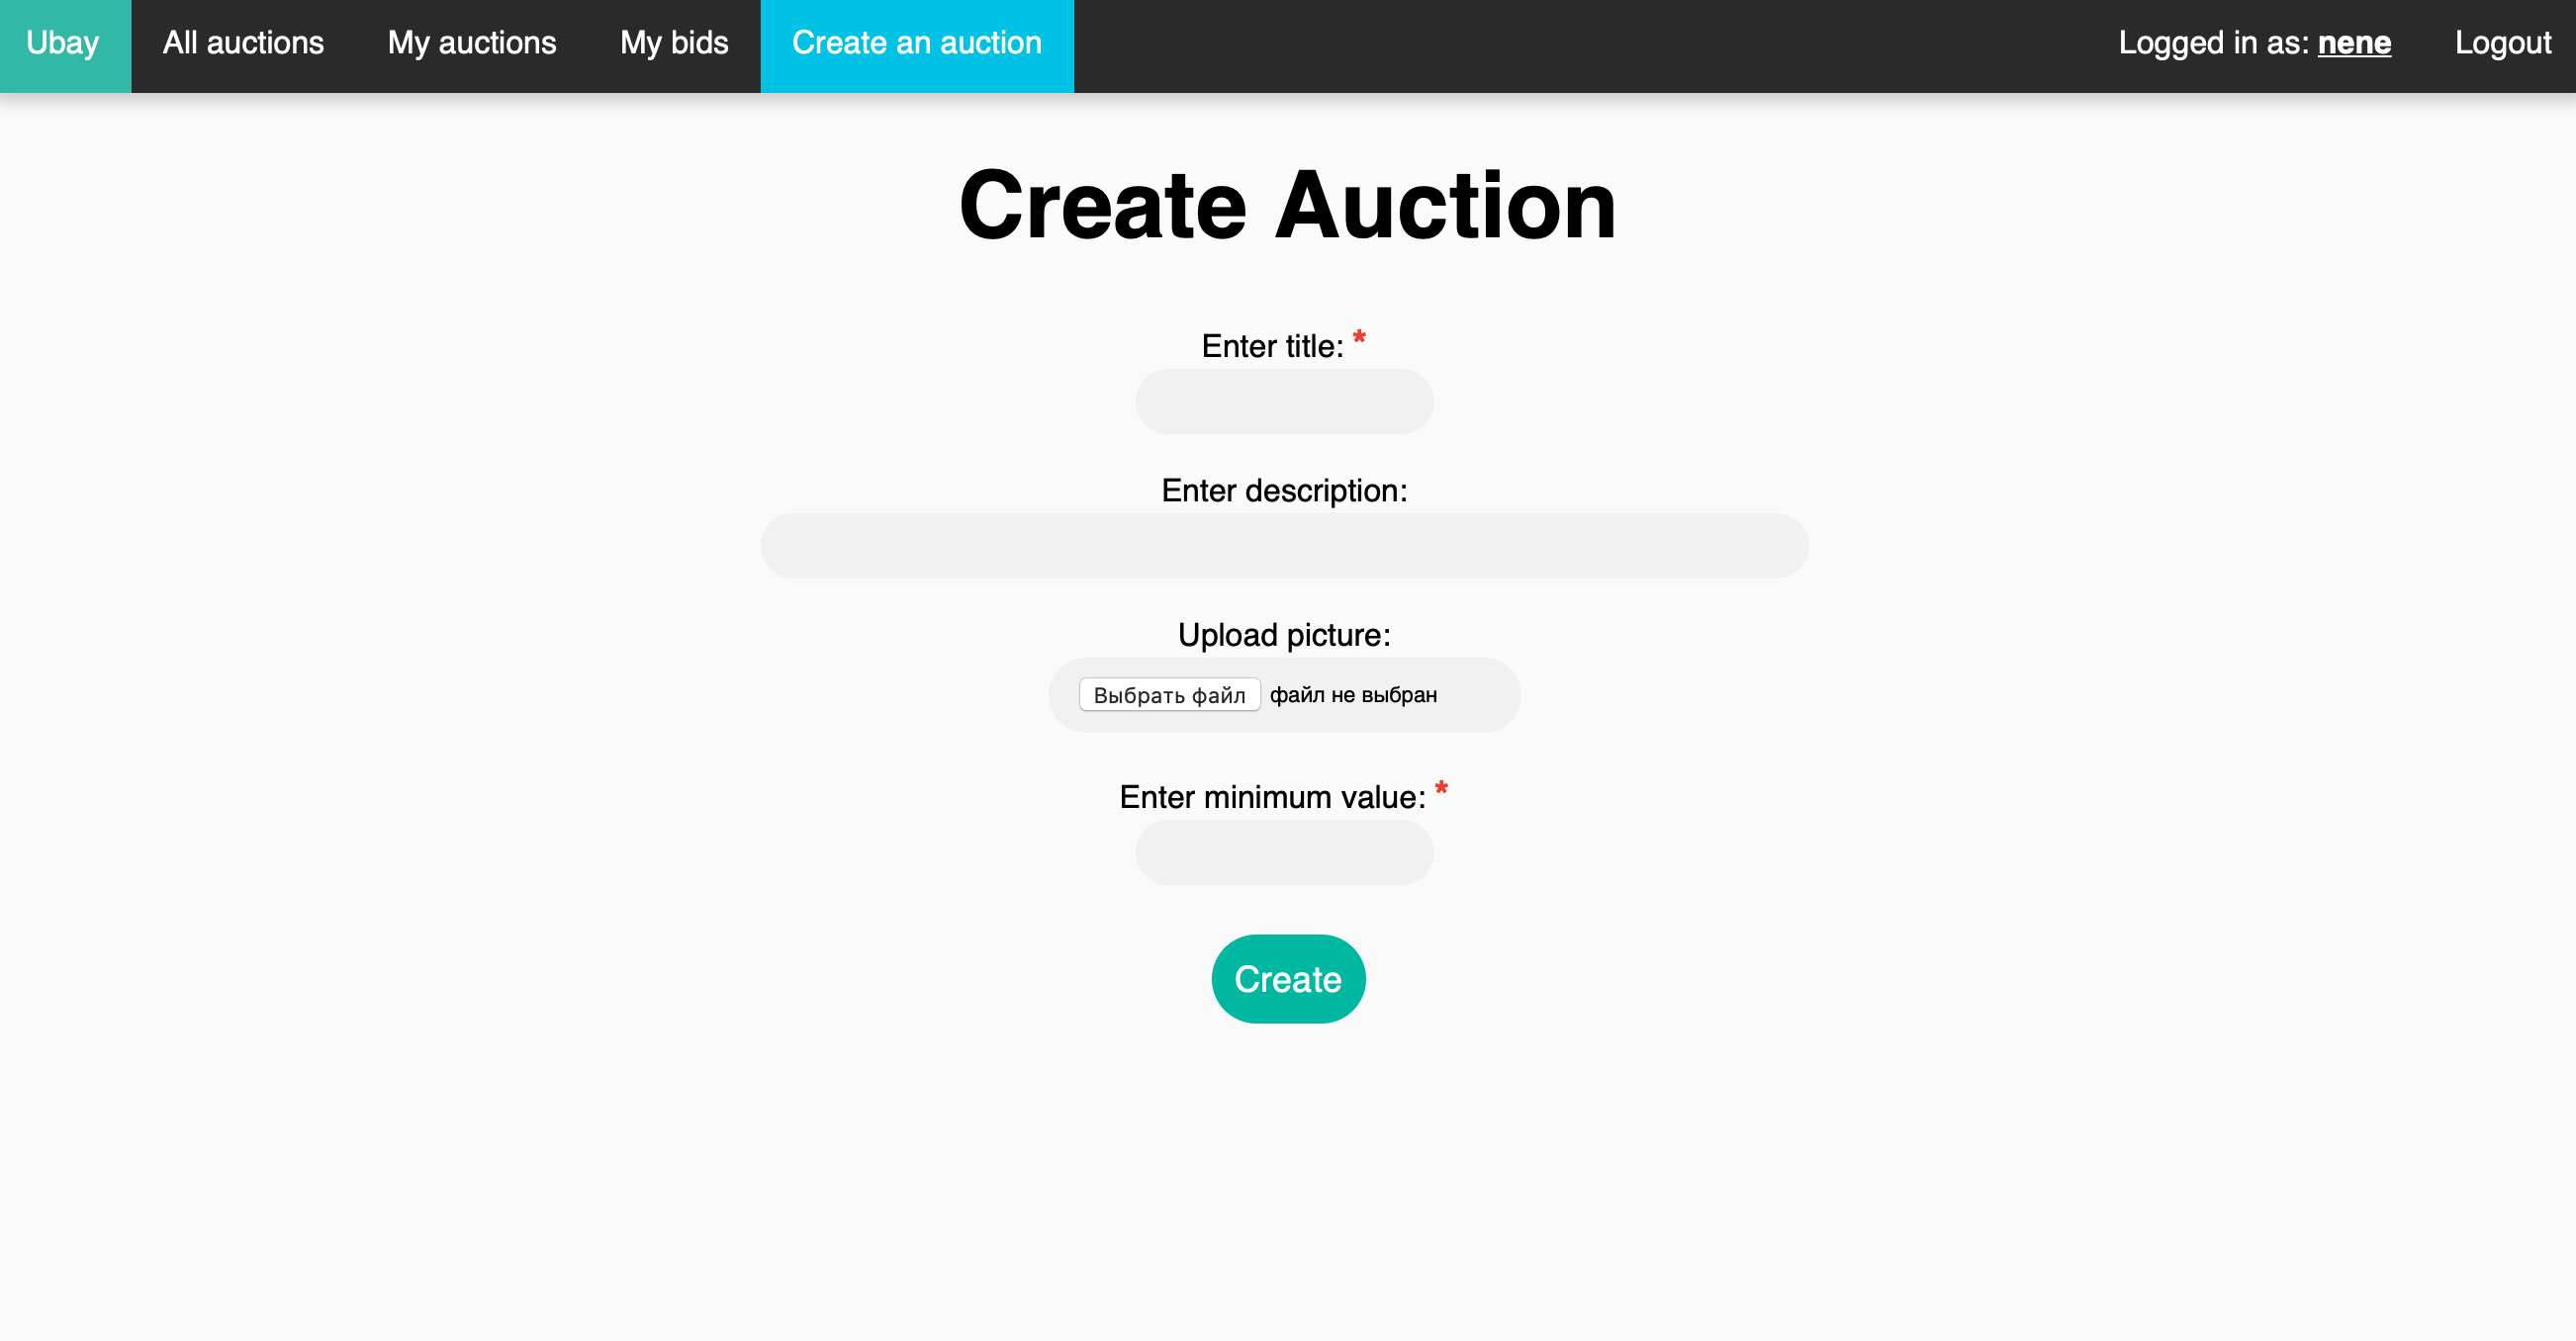 Ubay All auctions My auctions My bids Create an auction Logged in as: nene Logout
Create Auction
Enter title: *
Enter description:
Upload picture:
Выбрать файл файл не выбран
Enter minimum value: *
Create